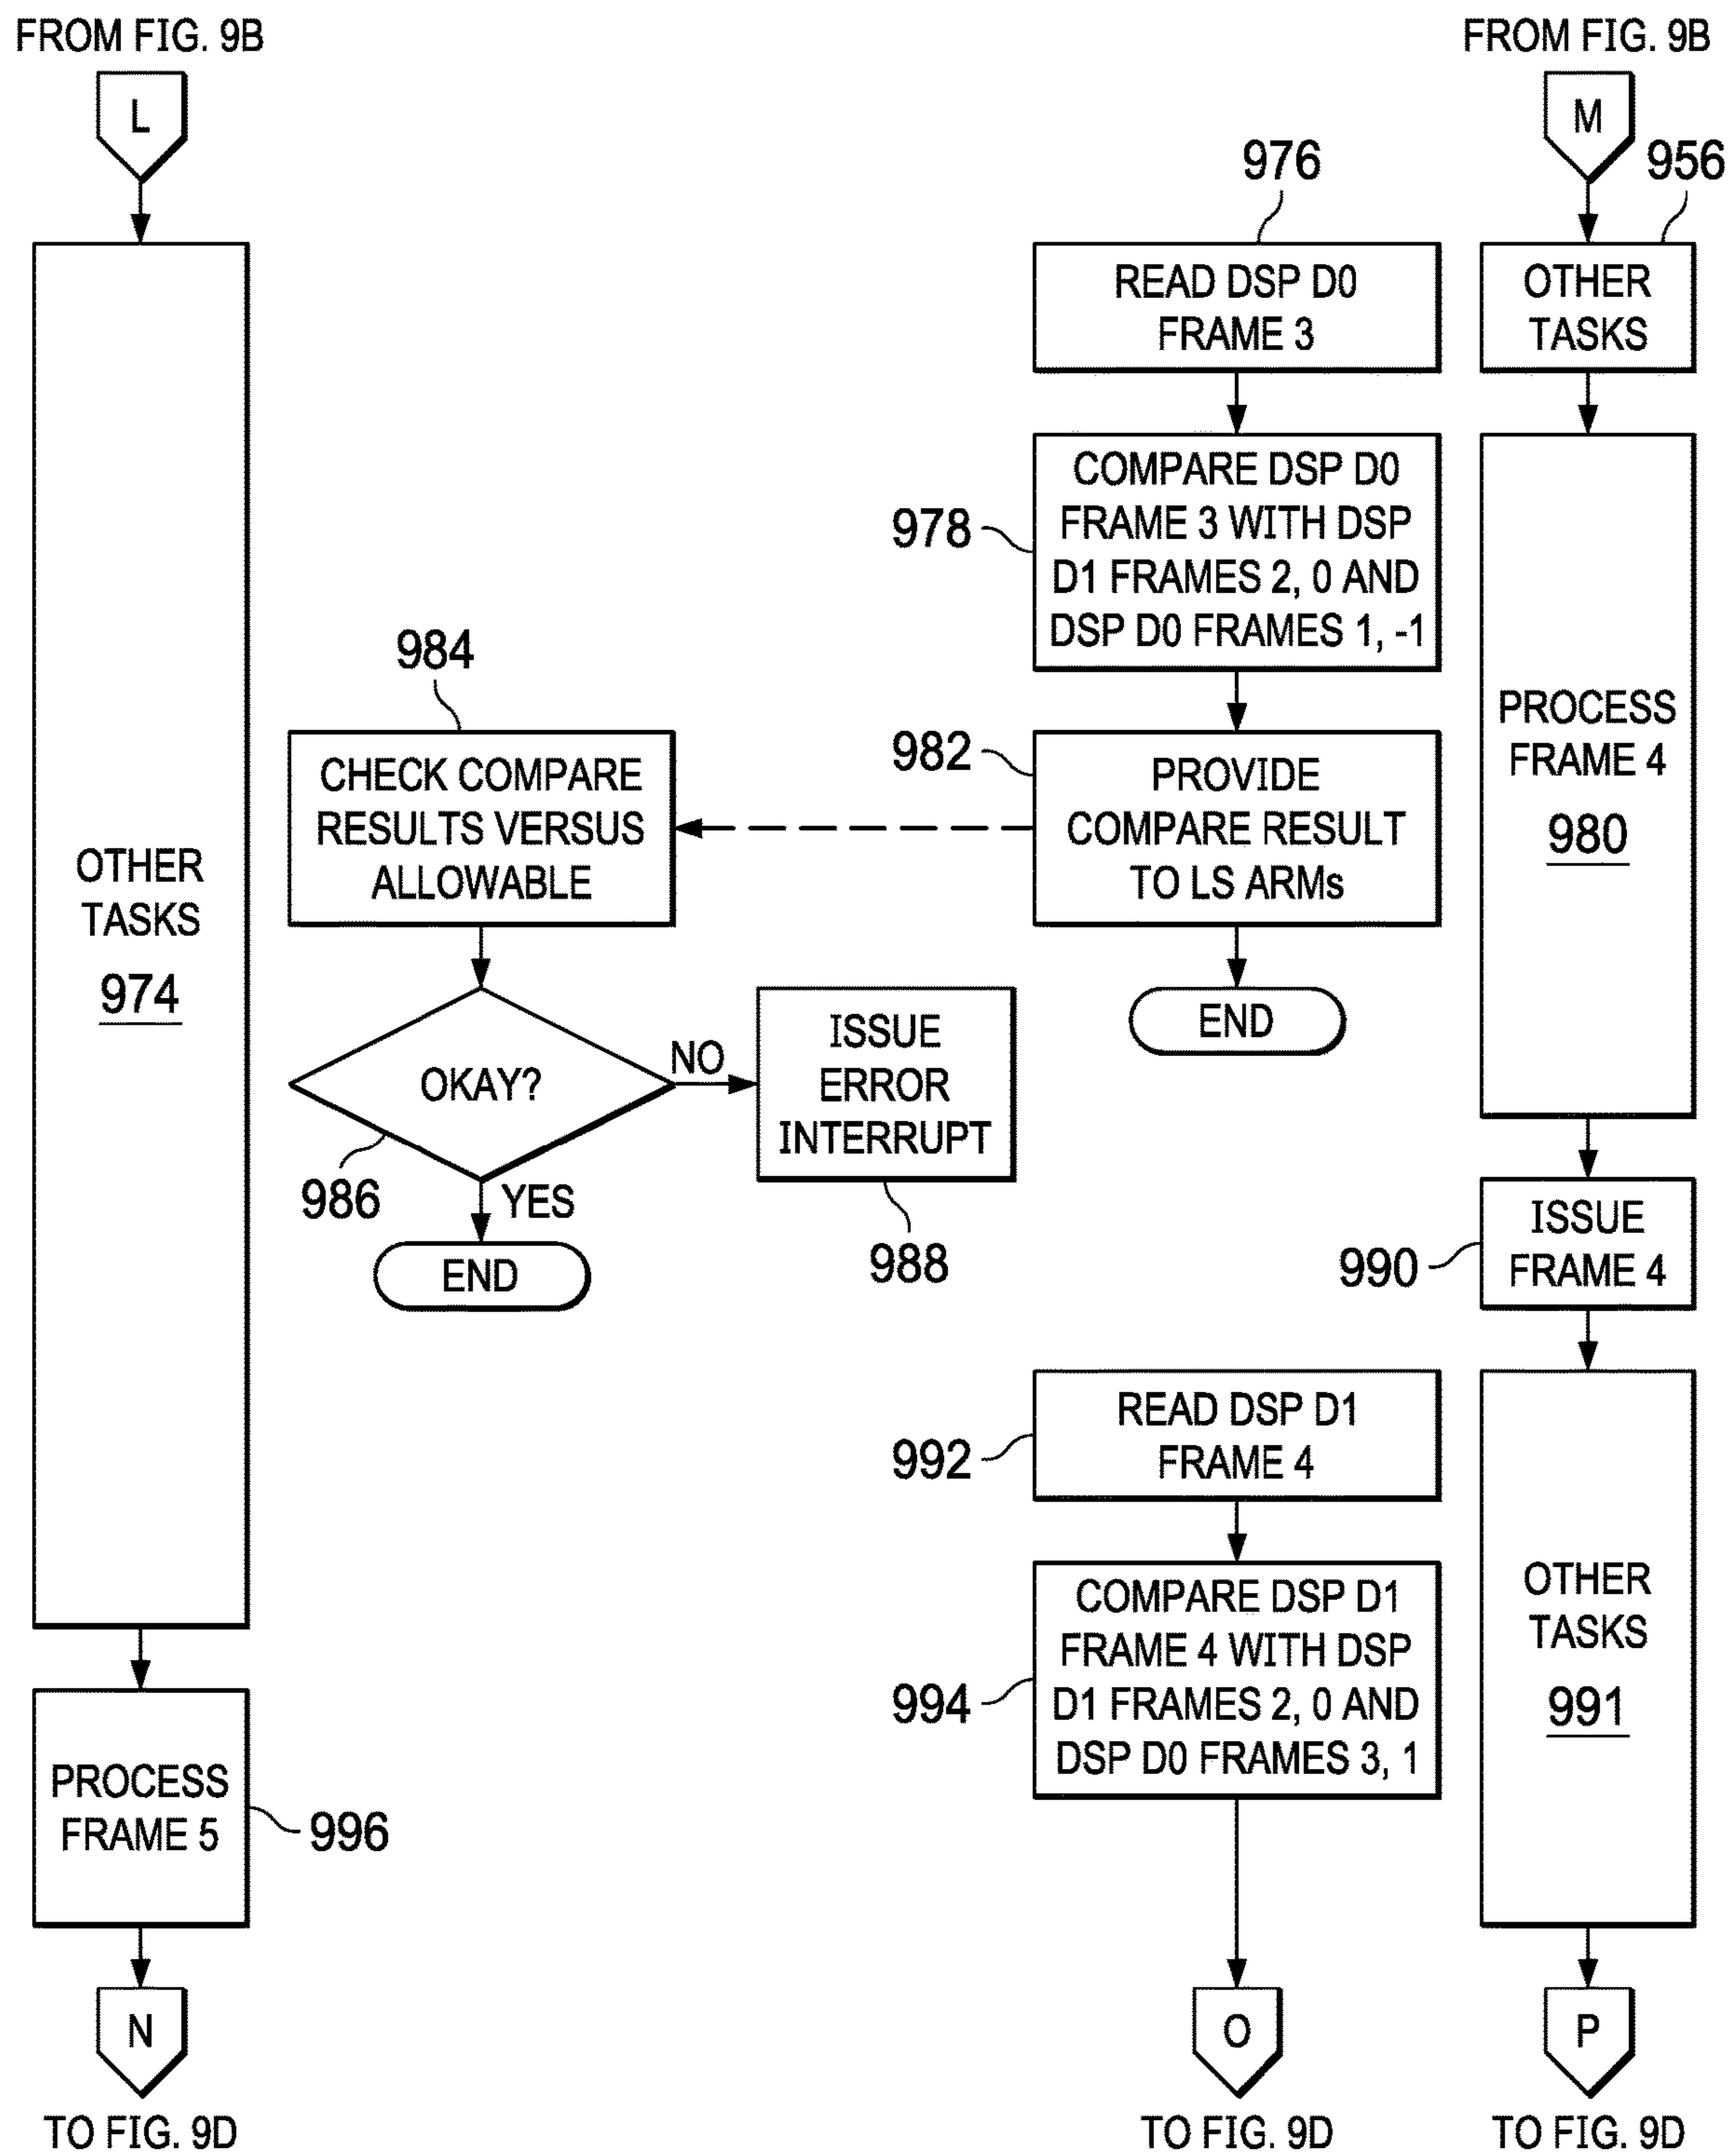 FROM FIG. 9B
FROM FIG. 9B
L
M
976
956
READ DSP D0
FRAME 3
OTHER
TASKS
978
COMPARE DSP D0
FRAME 3 WITH DSP
D1 FRAMES 2, 0 AND
DSP D0 FRAMES 1, -1
PROCESS
FRAME 4
980
984
982
CHECK COMPARE
RESULTS VERSUS
ALLOWABLE
PROVIDE
COMPARE RESULT
TO LS ARMs
OTHER
TASKS
974
END
OKAY?
NO
ISSUE
ERROR
INTERRUPT
986
YES
988
END
990
ISSUE
FRAME 4
992
READ DSP D1
FRAME 4
994
COMPARE DSP D1
FRAME 4 WITH DSP
D1 FRAMES 2, 0 AND
DSP D0 FRAMES 3, 1
OTHER
TASKS
991
PROCESS
FRAME 5
996
N
O
P
TO FIG. 9D
TO FIG. 9D
TO FIG. 9D